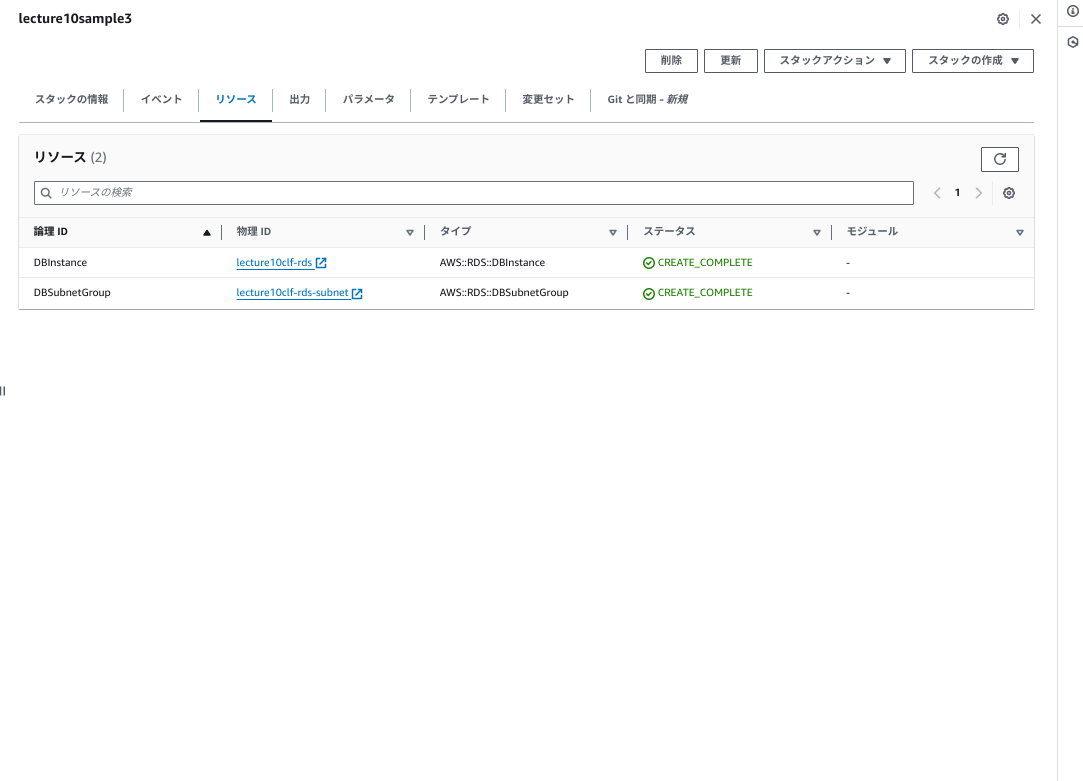 lecture10sample3
削除 更新 スタックアクション スタックの作成
スタックの情報 イベント リソース 出力 パラメータ テンプレート 変更セット Git と同期 - 新規
リソース (2)
リソースの検索 1
論理 ID 物理 ID タイプ ステータス モジュール
DBInstance lecture10clf-rds AWS::RDS::DBInstance CREATE_COMPLETE -
DBSubnetGroup lecture10clf-rds-subnet AWS::RDS::DBSubnetGroup CREATE_COMPLETE -